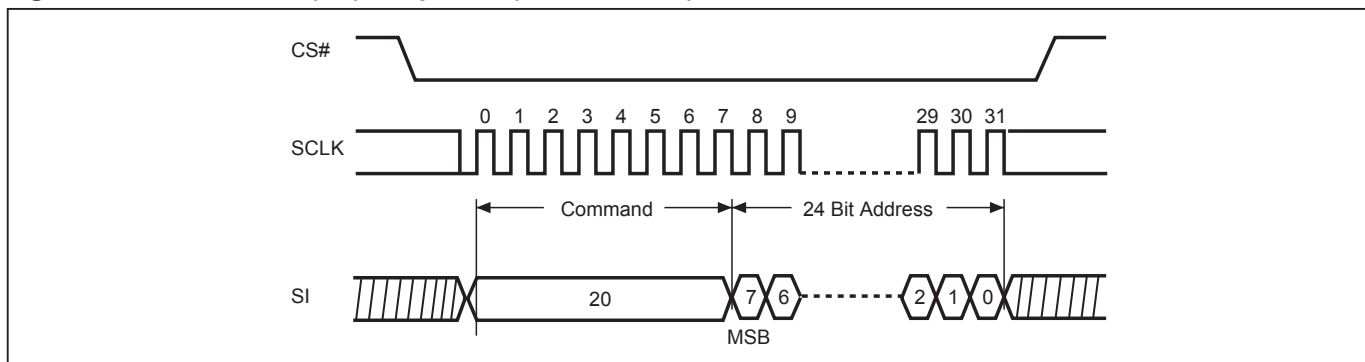 CS#
0 1 2 3 4 5 6 7 8 9 29 30 31
SCLK
Command 24 Bit Address
SI 20 7 6 2 1 0
MSB